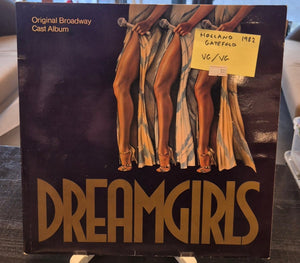 Original Broadway
Cast Album
HOLLAND 1982
GATEFOLD
VG/VG
DREAMGIRLS